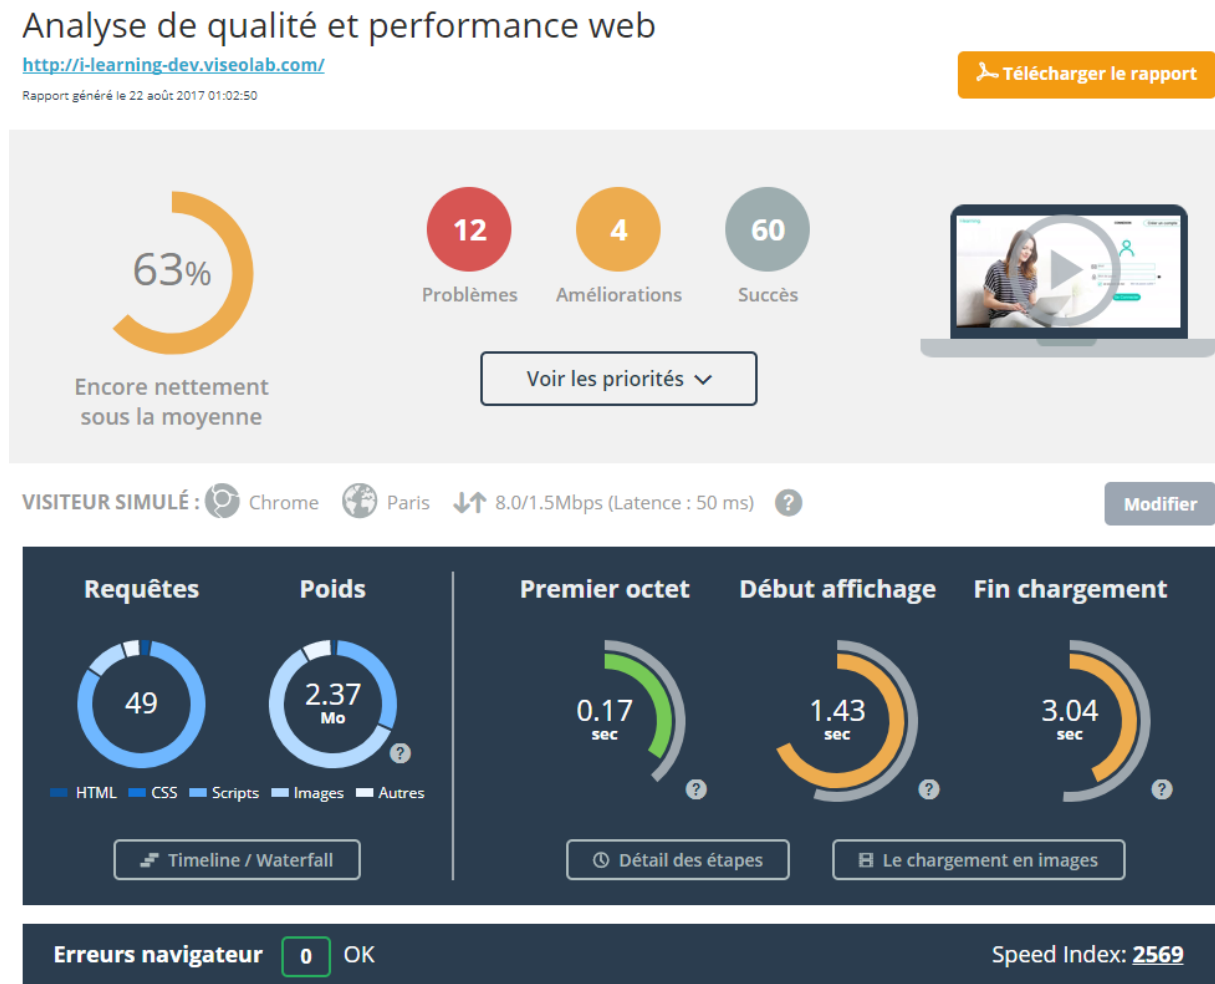 Analyse de qualité et performance web
http://i-learning-dev.viseolab.com/
Rapport généré le 22 août 2017 01:02:50
Télécharger le rapport
63%
Encore nettement
sous la moyenne
12
4
60
Problèmes
Améliorations
Succès
Voir les priorités
VISITEUR SIMULÉ :
Chrome
Paris
8.0/1.5Mbps (Latence : 50 ms)
?
Modifier
Requêtes
Poids
Premier octet
Début affichage
Fin chargement
49
2.37
Mo
?
0.17
sec
?
1.43
sec
?
3.04
sec
?
HTML
CSS
Scripts
Images
Autres
Timeline / Waterfall
Détail des étapes
Le chargement en images
Erreurs navigateur
0
OK
Speed Index: 2569